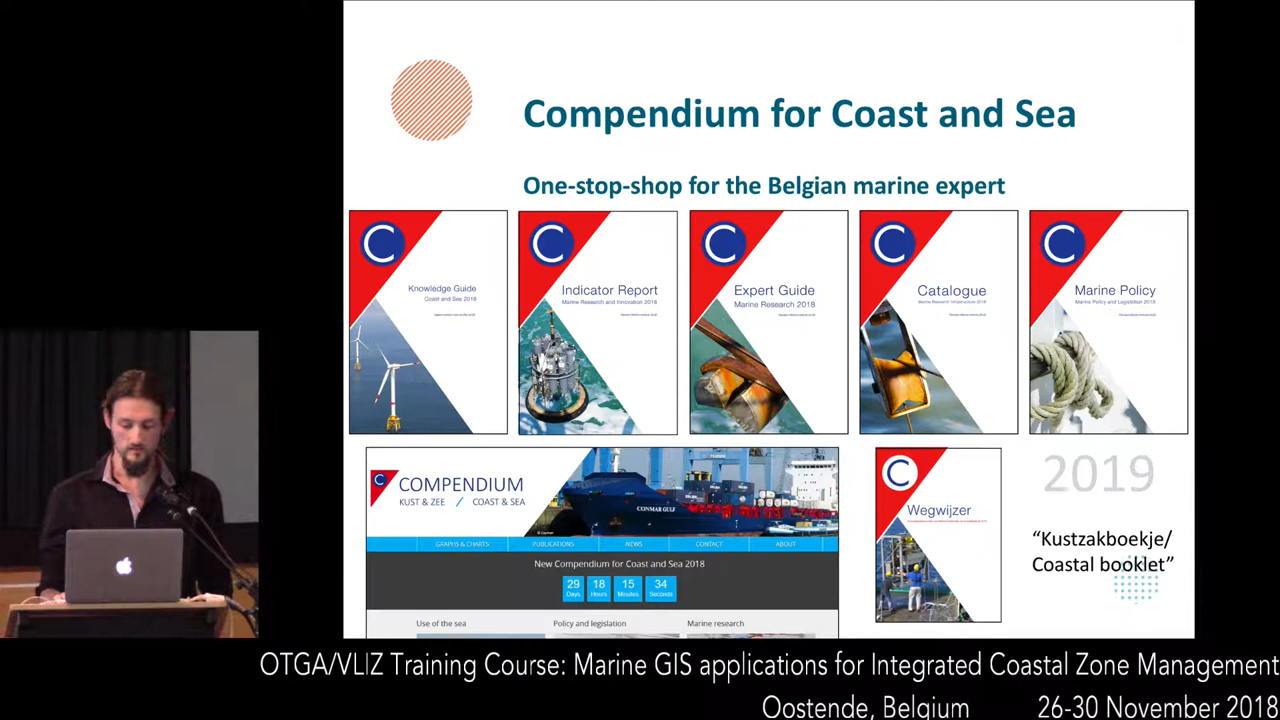 Compendium for Coast and Sea
One-stop-shop for the Belgian marine expert
C
Knowledge Guide
Coast and Sea 2018
C
Indicator Report
Marine Research and Innovation 2018
C
Expert Guide
Marine Research 2018
C
Catalogue
Marine Research Infrastructure 2018
C
Marine Policy
Marine Policy and Legislation 2018
C
COMPENDIUM
KUST & ZEE / COAST & SEA
CONMAR GULF
GRAPHS & CHARTS PUBLICATIONS NEWS CONTACT ABOUT
New Compendium for Coast and Sea 2018
29 18 15 34
Days Hours Minutes Seconds
Use of the sea Policy and legislation Marine research
C
Wegwijzer
2019
“Kustzakboekje/
Coastal booklet”
OTGA/VLIZ Training Course: Marine GIS applications for Integrated Coastal Zone Management
Oostende, Belgium 26-30 November 2018